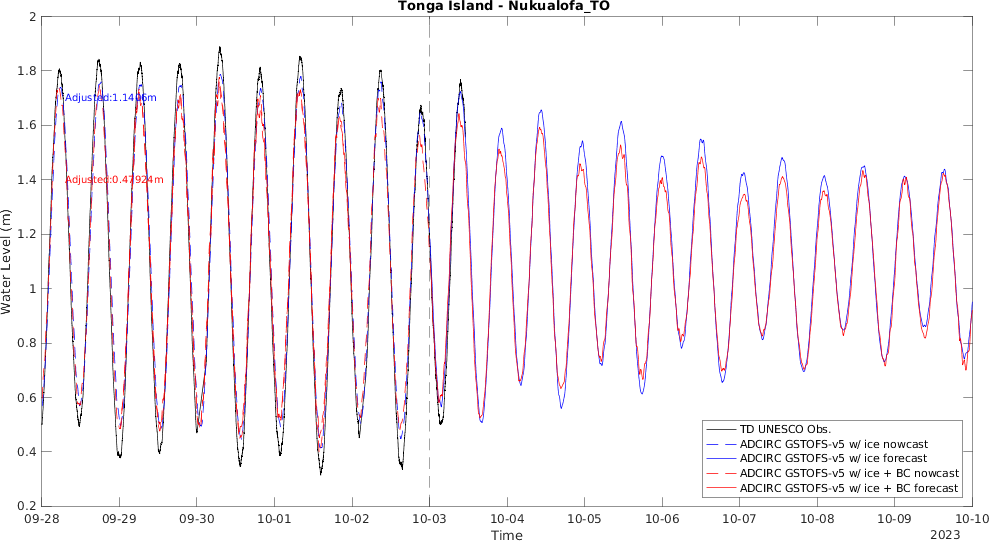 Tonga Island - Nukualofa_TO
2
1.8
1.6
1.4
1.2
1
0.8
0.6
0.4
0.2
Water Level (m)
Adjusted:1.1406m
Adjusted:0.47924m
TD UNESCO Obs.
ADCIRC GSTOFS-v5 w/ ice nowcast
ADCIRC GSTOFS-v5 w/ ice forecast
ADCIRC GSTOFS-v5 w/ ice + BC nowcast
ADCIRC GSTOFS-v5 w/ ice + BC forecast
09-28 09-29 09-30 10-01 10-02 10-03 10-04 10-05 10-06 10-07 10-08 10-09 10-10
Time
2023